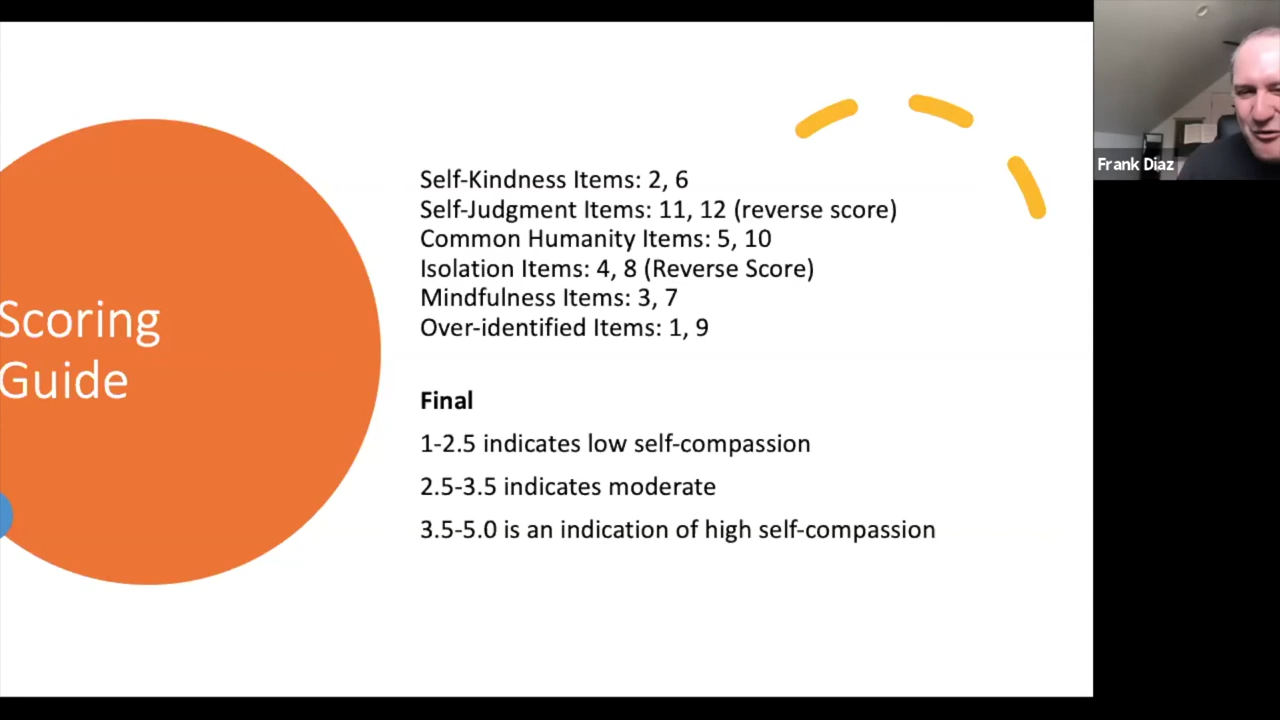 Scoring
Guide
Self-Kindness Items: 2, 6
Self-Judgment Items: 11, 12 (reverse score)
Common Humanity Items: 5, 10
Isolation Items: 4, 8 (Reverse Score)
Mindfulness Items: 3, 7
Over-identified Items: 1, 9
Final
1-2.5 indicates low self-compassion
2.5-3.5 indicates moderate
3.5-5.0 is an indication of high self-compassion
Frank Diaz